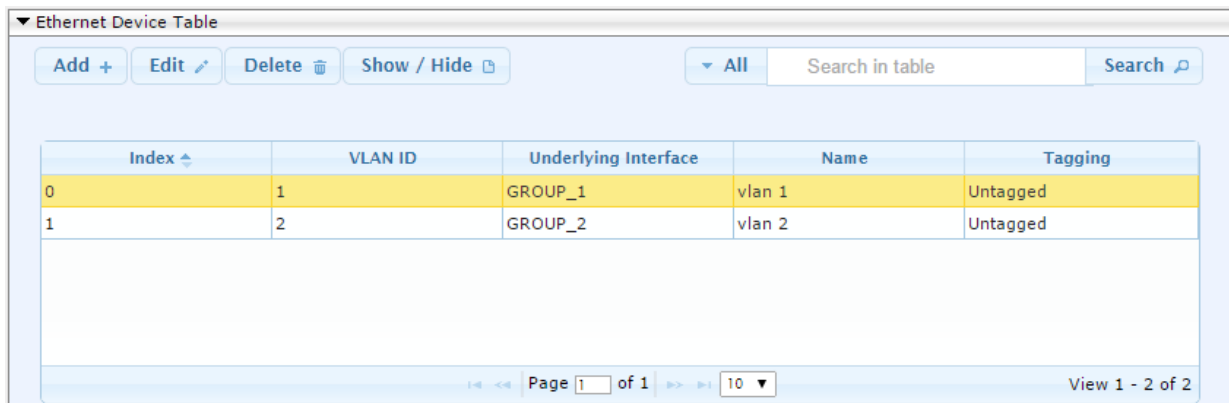 Ethernet Device Table
Add + Edit Delete Show / Hide All Search in table Search
Index VLAN ID Underlying Interface Name Tagging
0 1 GROUP_1 vlan 1 Untagged
1 2 GROUP_2 vlan 2 Untagged
Page 1 of 1 10 View 1 - 2 of 2